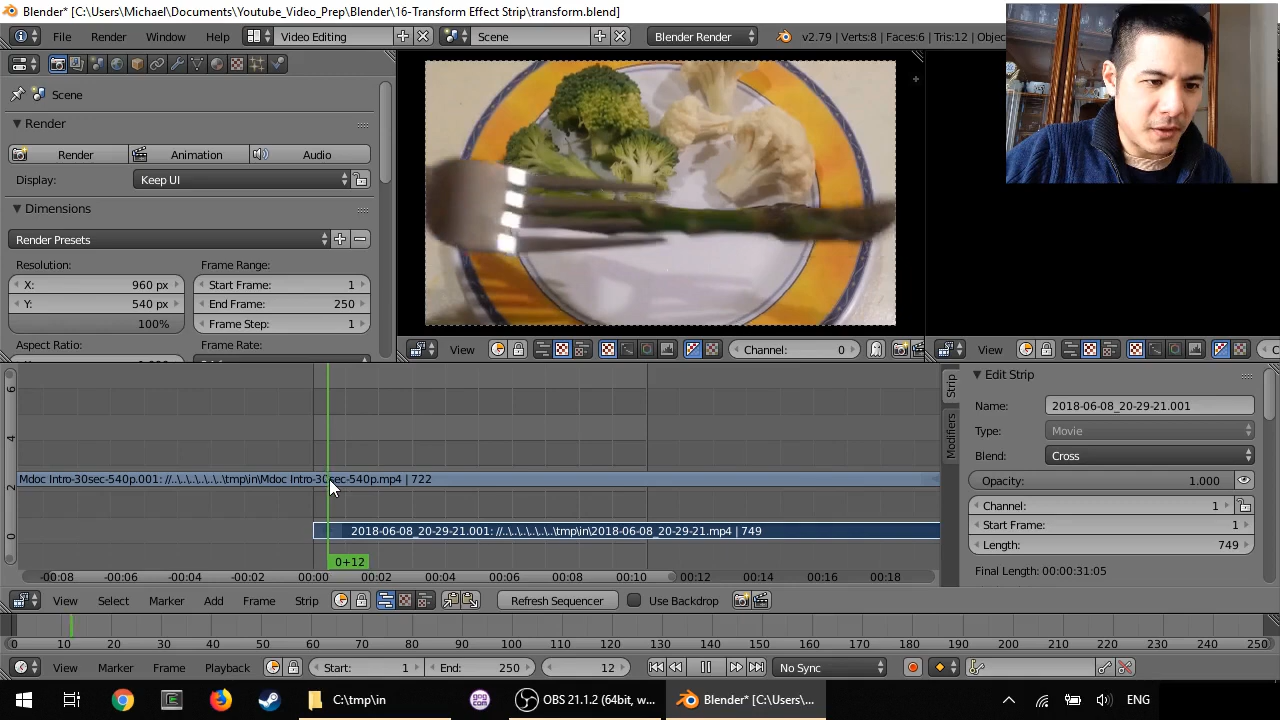 Blender* [C:\Users\Michael\Documents\Youtube_Video_Prep\Blender\16-Transform Effect Strip\transform.blend]
File Render Window Help Video Editing Scene Blender Render v2.79 | Verts:8 | Faces:6 | Tris:12 | Objec
Scene
Render
Render Animation Audio
Display: Keep UI
Dimensions
Render Presets
Resolution: Frame Range:
X: 960 px Start Frame: 1
Y: 540 px End Frame: 250
100% Frame Step: 1
Aspect Ratio: Frame Rate:
View Channel: 0 View
Edit Strip
Strip
Modifiers
Name: 2018-06-08_20-29-21.001
Type: Movie
Blend: Cross
Opacity: 1.000
Channel: 1
Start Frame: 1
Length: 749
Final Length: 00:00:31:05
6
4
2
0
Mdoc Intro-30sec-540p.001: //..\..\..\..\..\..\tmp\in\Mdoc Intro-30sec-540p.mp4 | 722
2018-06-08_20-29-21.001: //..\..\..\..\..\..\tmp\in\2018-06-08_20-29-21.mp4 | 749
0+12
-00:08 -00:06 -00:04 -00:02 00:00 00:02 00:04 00:06 00:08 00:10 00:12 00:14 00:16 00:18
View Select Marker Add Frame Strip Refresh Sequencer Use Backdrop
0 10 20 30 40 50 60 70 80 90 100 110 120 130 140 150 160 170 180 190 200 210 220 230 240 250
View Marker Frame Playback Start: 1 End: 250 12 No Sync
C:\tmp\in gog.com OBS 21.1.2 (64bit, w... Blender* [C:\Users\... ENG